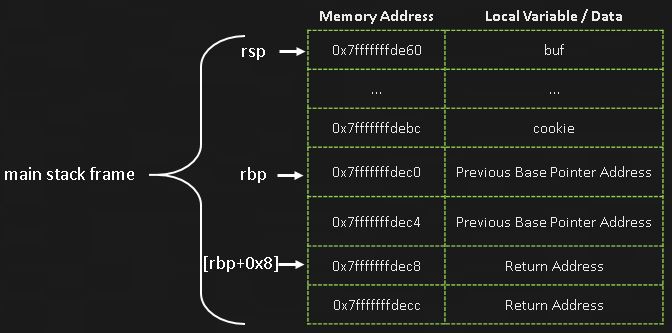 Memory Address Local Variable / Data
rsp 0x7fffffffde60 buf
... ...
0x7fffffffdebc cookie
main stack frame rbp 0x7fffffffdec0 Previous Base Pointer Address
0x7fffffffdec4 Previous Base Pointer Address
[rbp+0x8] 0x7fffffffdec8 Return Address
0x7fffffffdecc Return Address